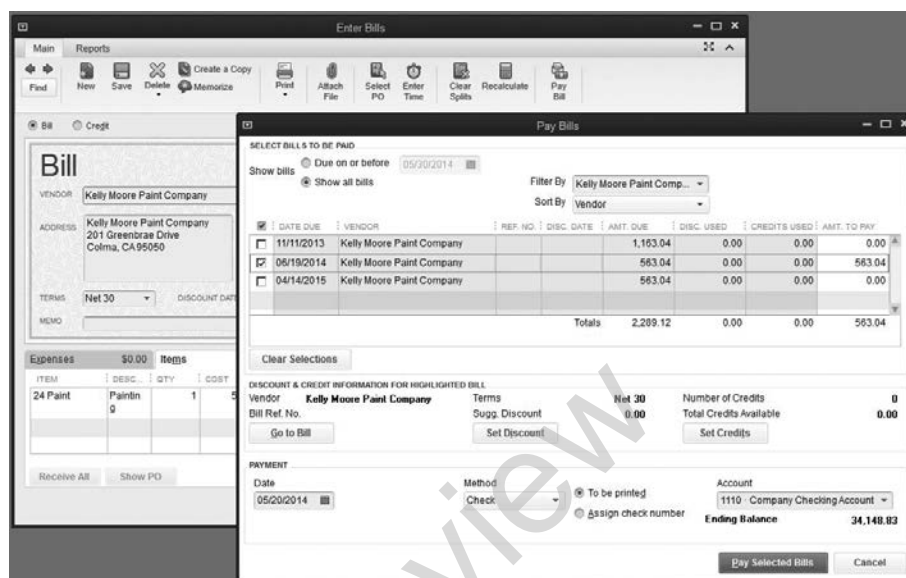 Enter Bills
Main Reports
Find New Save Delete Create a Copy Memorize Print Attach File Select PO Enter Time Clear Splits Recalculate Pay Bill
Bill Credit
Bill
VENDOR Kelly Moore Paint Company
ADDRESS Kelly Moore Paint Company
201 Greenbrae Drive
Colma, CA95050
TERMS Net 30 DISCOUNT DATE
MEMO
Expenses $0.00 Items
ITEM DESC... QTY COST
24 Paint Paintin 1 5
g
Receive All Show PO
Pay Bills
SELECT BILLS TO BE PAID
Show bills Due on or before 05/30/2014
Show all bills
Filter By Kelly Moore Paint Comp...
Sort By Vendor
DATE DUE VENDOR REF. NO. DISC. DATE AMT. DUE DISC. USED CREDITS USED AMT. TO PAY
11/11/2013 Kelly Moore Paint Company 1,163.04 0.00 0.00 0.00
06/19/2014 Kelly Moore Paint Company 563.04 0.00 0.00 563.04
04/14/2015 Kelly Moore Paint Company 563.04 0.00 0.00 0.00
Totals 2,289.12 0.00 0.00 563.04
Clear Selections
DISCOUNT & CREDIT INFORMATION FOR HIGHLIGHTED BILL
Vendor Kelly Moore Paint Company Terms Net 30 Number of Credits 0
Bill Ref. No. Sugg. Discount 0.00 Total Credits Available 0.00
Go to Bill Set Discount Set Credits
PAYMENT
Date Method Account
05/20/2014 Check To be printed 1110 · Company Checking Account
Assign check number Ending Balance 34,148.83
Pay Selected Bills Cancel
view